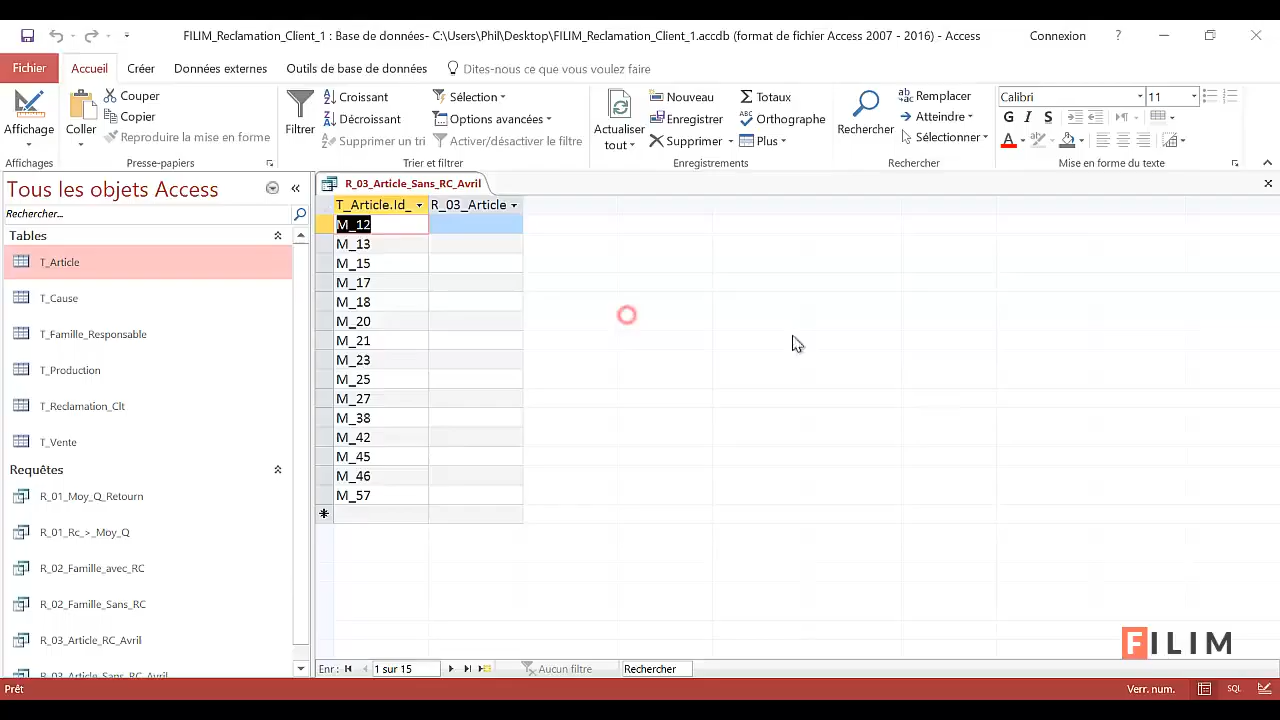 FILIM_Reclamation_Client_1 : Base de données- C:\Users\Phil\Desktop\FILIM_Reclamation_Client_1.accdb (format de fichier Access 2007 - 2016) - Access
Connexion ?
Fichier Accueil Créer Données externes Outils de base de données Dites-nous ce que vous voulez faire
Affichage
Affichages
Coller
Couper
Copier
Reproduire la mise en forme
Presse-papiers
Filtrer
Croissant
Décroissant
Supprimer un
Sélection
Options avancées
Activer/désactiver le filtre
Trier et filtrer
Actualiser
tout
Nouveau
Enregistrer
Supprimer
Totaux
Orthographe
Plus
Enregistrements
Rechercher
Remplacer
Atteindre
Sélectionner
Rechercher
Calibri 11
G I S
Mise en forme du texte
Tous les objets Access
Rechercher...
Tables
T_Article
T_Cause
T_Famille_Responsable
T_Production
T_Reclamation_Clt
T_Vente
Requêtes
R_01_Moy_Q_Retourn
R_01_Rc_>_Moy_Q
R_02_Famille_avec_RC
R_02_Famille_Sans_RC
R_03_Article_RC_Avril
R_03_Article_Sans_RC_Avril
R_03_Article_Sans_RC_Avril
T_Article.Id_ R_03_Article
M_12
M_13
M_15
M_17
M_18
M_20
M_21
M_23
M_25
M_27
M_38
M_42
M_45
M_46
M_57
Enr : 1 sur 15 Aucun filtre Rechercher
FILIM
Prêt
Verr. num. SQL